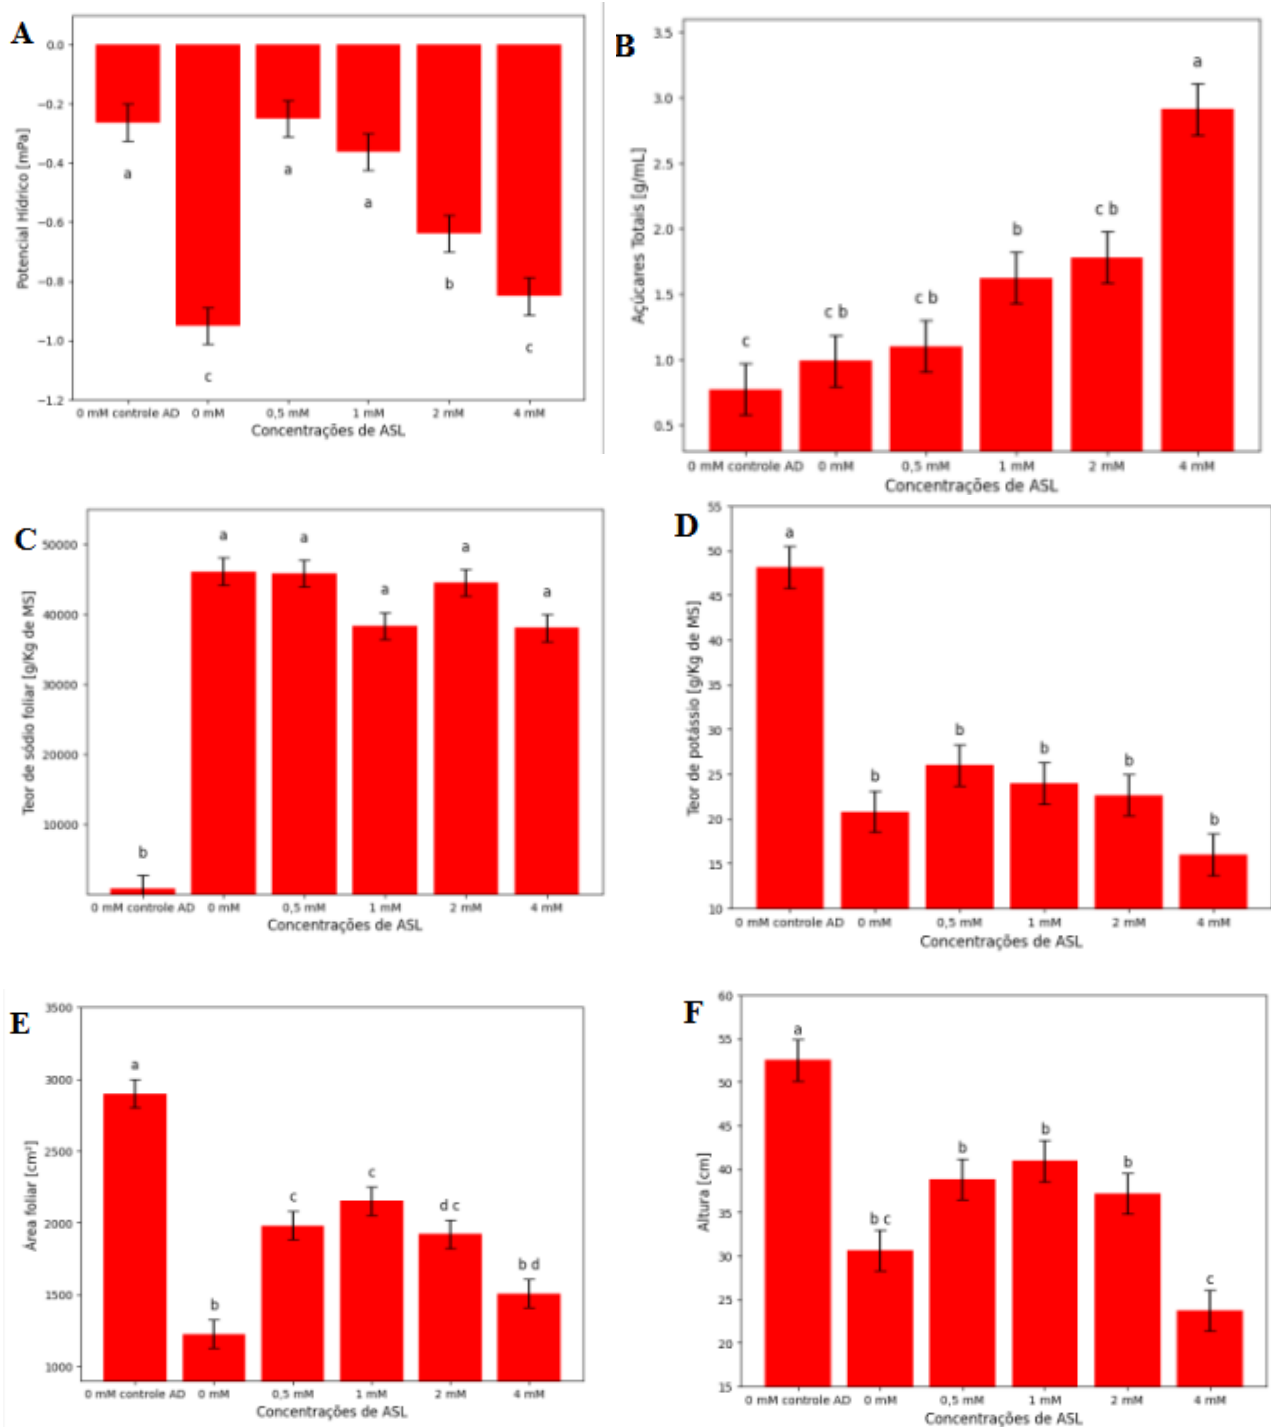 A
Potencial Hídrico [mPa]
0.0
−0.2
−0.4
−0.6
−0.8
−1.0
−1.2
a
c
a
a
b
c
0 mM controle AD 0 mM 0,5 mM 1 mM 2 mM 4 mM
Concentrações de ASL
B
Açúcares Totais [g/mL]
3.5
3.0
2.5
2.0
1.5
1.0
0.5
c
c b
c b
b
c b
a
0 mM controle AD 0 mM 0,5 mM 1 mM 2 mM 4 mM
Concentrações de ASL
C
Teor de sódio foliar [g/Kg de MS]
50000
40000
30000
20000
10000
b
a
a
a
a
a
0 mM controle AD 0 mM 0,5 mM 1 mM 2 mM 4 mM
Concentrações de ASL
D
Teor de potássio [g/Kg de MS]
55
50
45
40
35
30
25
20
15
10
a
b
b
b
b
b
0 mM controle AD 0 mM 0,5 mM 1 mM 2 mM 4 mM
Concentrações de ASL
E
Área foliar [cm²]
3500
3000
2500
2000
1500
1000
a
b
c
c
d c
b d
0 mM controle AD 0 mM 0,5 mM 1 mM 2 mM 4 mM
Concentrações de ASL
F
Altura [cm]
60
55
50
45
40
35
30
25
20
15
a
b c
b
b
b
c
0 mM controle AD 0 mM 0,5 mM 1 mM 2 mM 4 mM
Concentrações de ASL